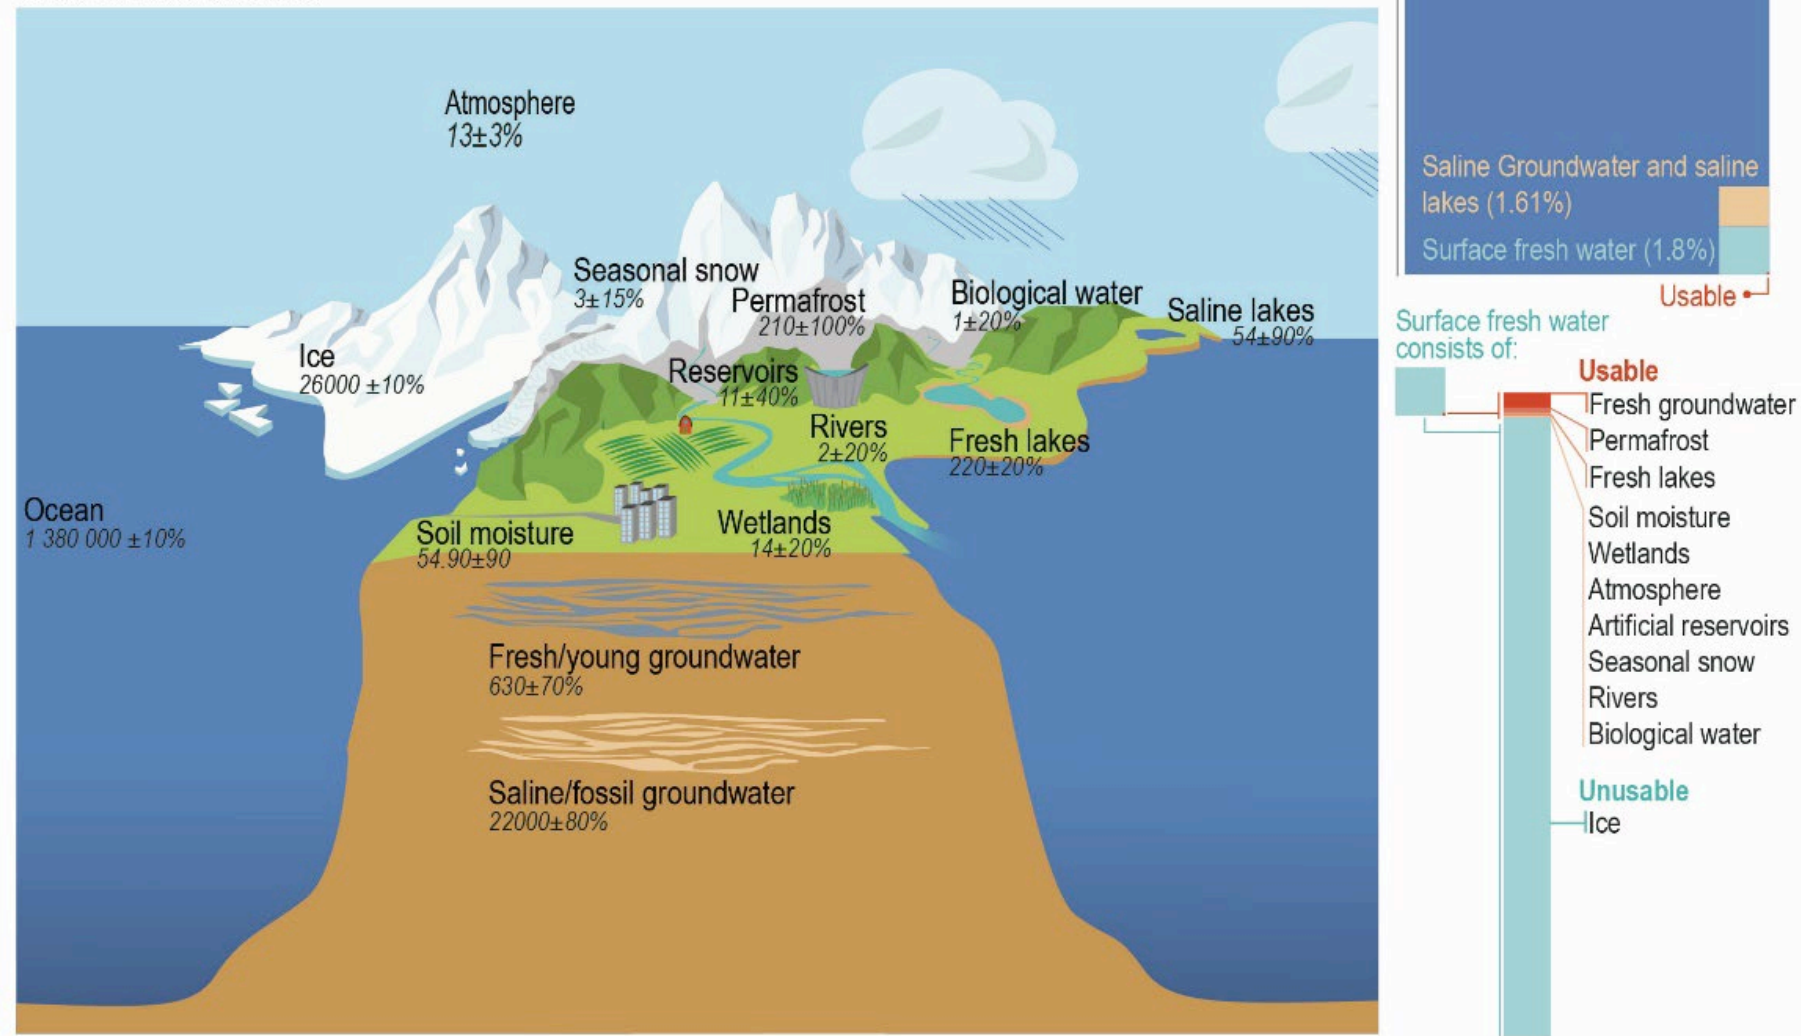 Atmosphere
13±3%
Seasonal snow
3±15%
Permafrost
210±100%
Biological water
1±20%
Saline lakes
54±90%
Ice
26000 ±10%
Reservoirs
11±40%
Rivers
2±20%
Fresh lakes
220±20%
Ocean
1 380 000 ±10%
Soil moisture
54.90±90
Wetlands
14±20%
Fresh/young groundwater
630±70%
Saline/fossil groundwater
22000±80%
Saline Groundwater and saline
lakes (1.61%)
Surface fresh water (1.8%)
Usable
Surface fresh water
consists of:
Usable
Fresh groundwater
Permafrost
Fresh lakes
Soil moisture
Wetlands
Atmosphere
Artificial reservoirs
Seasonal snow
Rivers
Biological water
Unusable
Ice